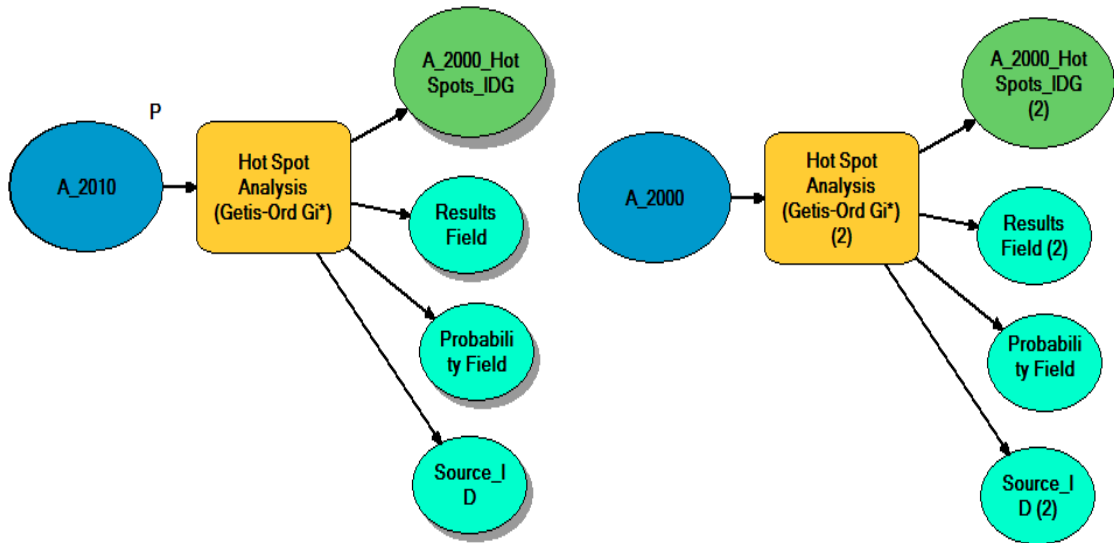 P
A_2010
Hot Spot
Analysis
(Getis-Ord Gi*)
A_2000_Hot
Spots_IDG
Results
Field
Probabili
ty Field
Source_I
D
A_2000
Hot Spot
Analysis
(Getis-Ord Gi*)
(2)
A_2000_Hot
Spots_IDG
(2)
Results
Field (2)
Probabili
ty Field
Source_I
D (2)